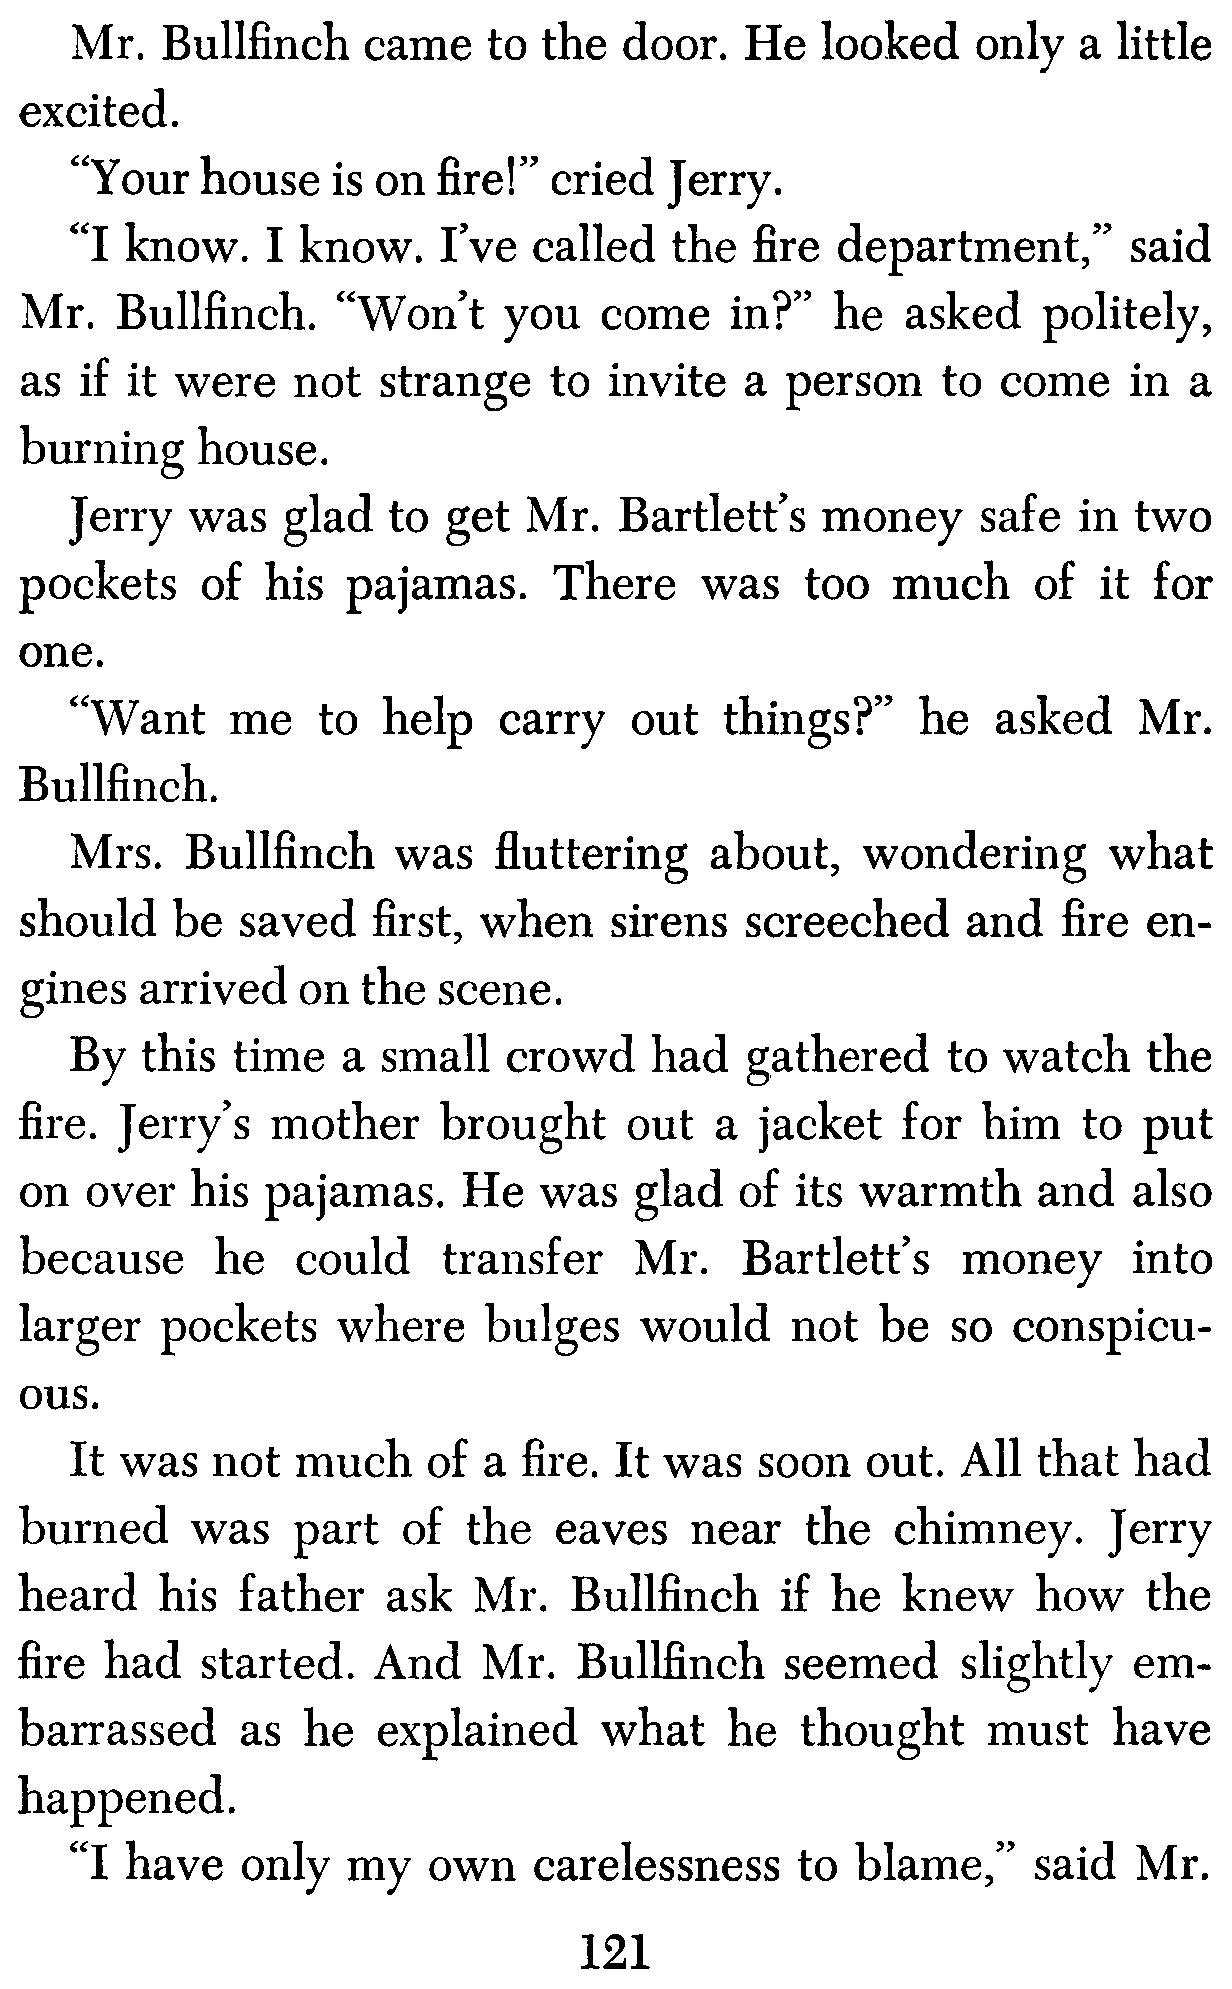 Mr. Bullfinch came to the door. He looked only a little
excited.
“Your house is on fire!” cried Jerry.
“I know. I know. I’ve called the fire department,” said
Mr. Bullfinch. “Won’t you come in?” he asked politely,
as if it were not strange to invite a person to come in a
burning house.
Jerry was glad to get Mr. Bartlett’s money safe in two
pockets of his pajamas. There was too much of it for
one.
“Want me to help carry out things?” he asked Mr.
Bullfinch.
Mrs. Bullfinch was fluttering about, wondering what
should be saved first, when sirens screeched and fire en-
gines arrived on the scene.
By this time a small crowd had gathered to watch the
fire. Jerry’s mother brought out a jacket for him to put
on over his pajamas. He was glad of its warmth and also
because he could transfer Mr. Bartlett’s money into
larger pockets where bulges would not be so conspicu-
ous.
It was not much of a fire. It was soon out. All that had
burned was part of the eaves near the chimney. Jerry
heard his father ask Mr. Bullfinch if he knew how the
fire had started. And Mr. Bullfinch seemed slightly em-
barrassed as he explained what he thought must have
happened.
“I have only my own carelessness to blame,” said Mr.
121